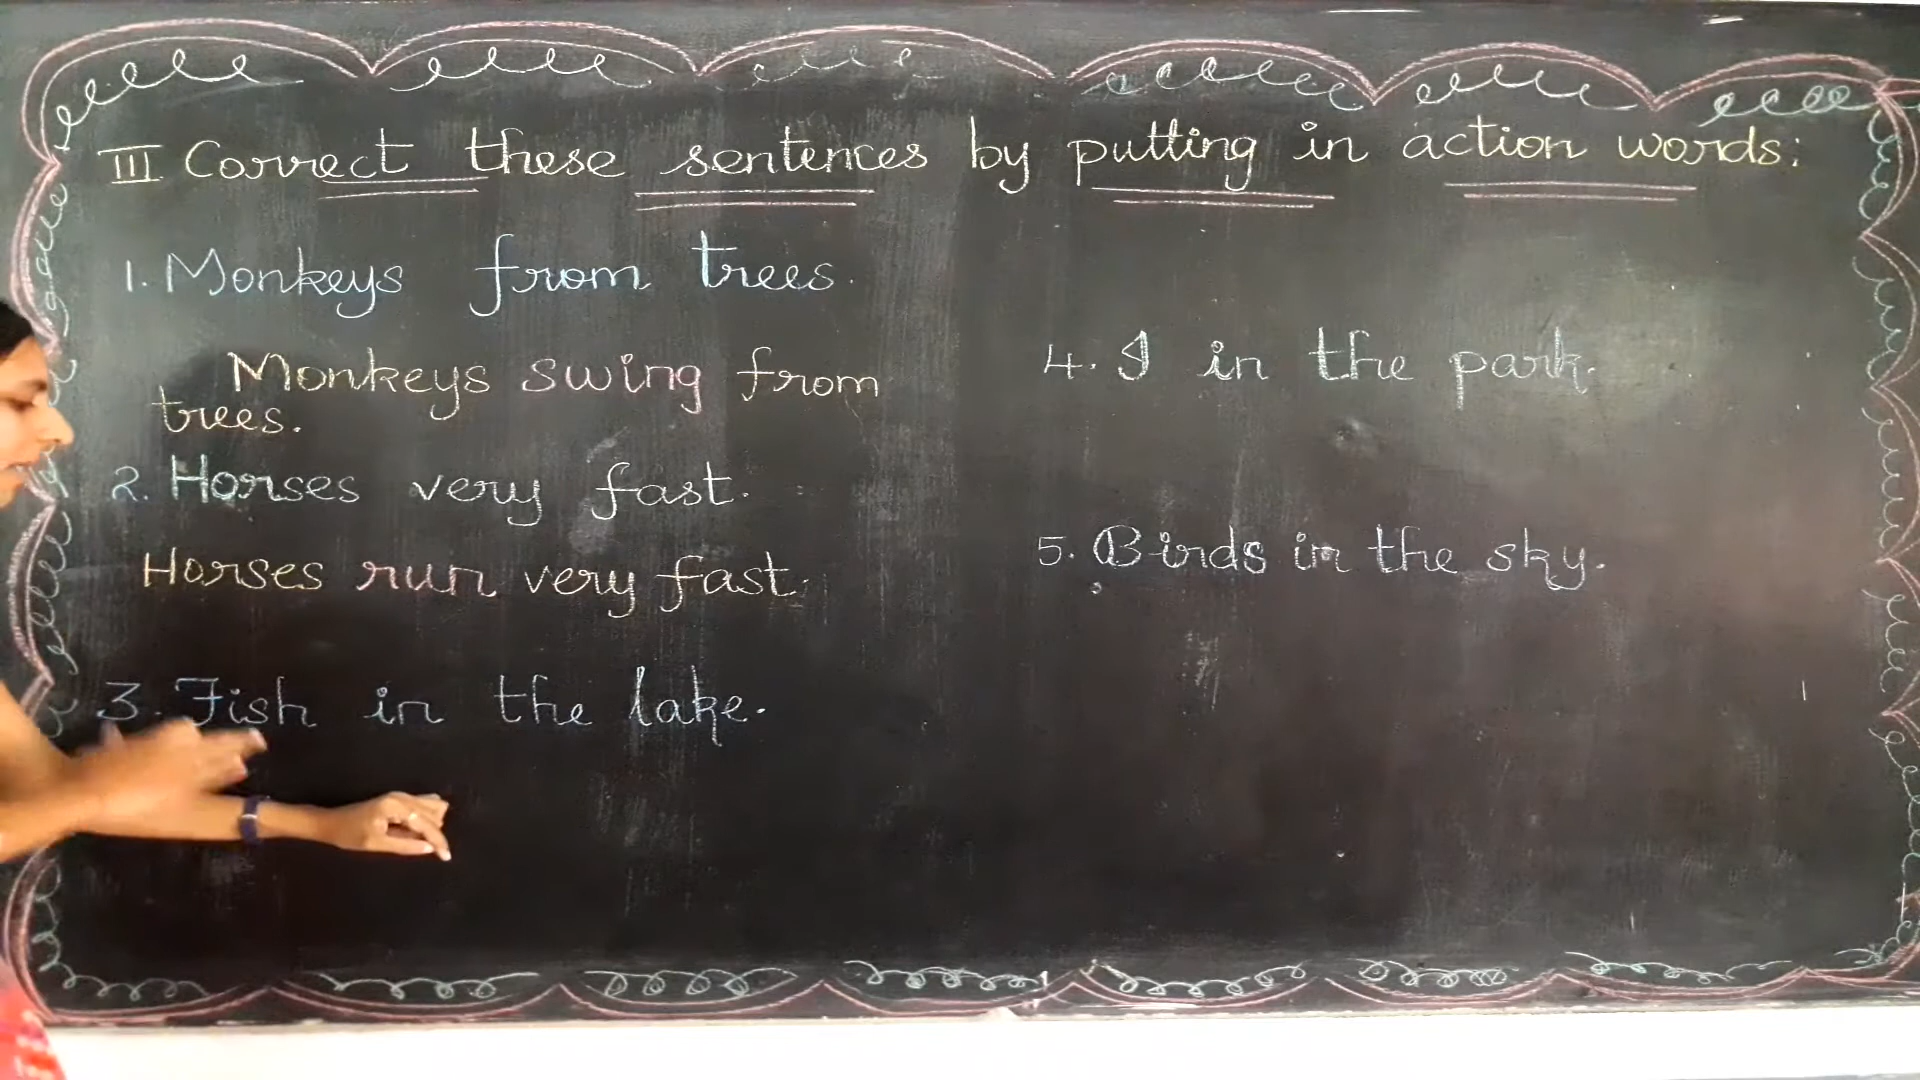 III Correct these sentences by putting in action words:
1. Monkeys from trees.
Monkeys swing from
trees.
2. Horses very fast.
Horses run very fast.
3. Fish in the lake.
4. I in the park.
5. Birds in the sky.